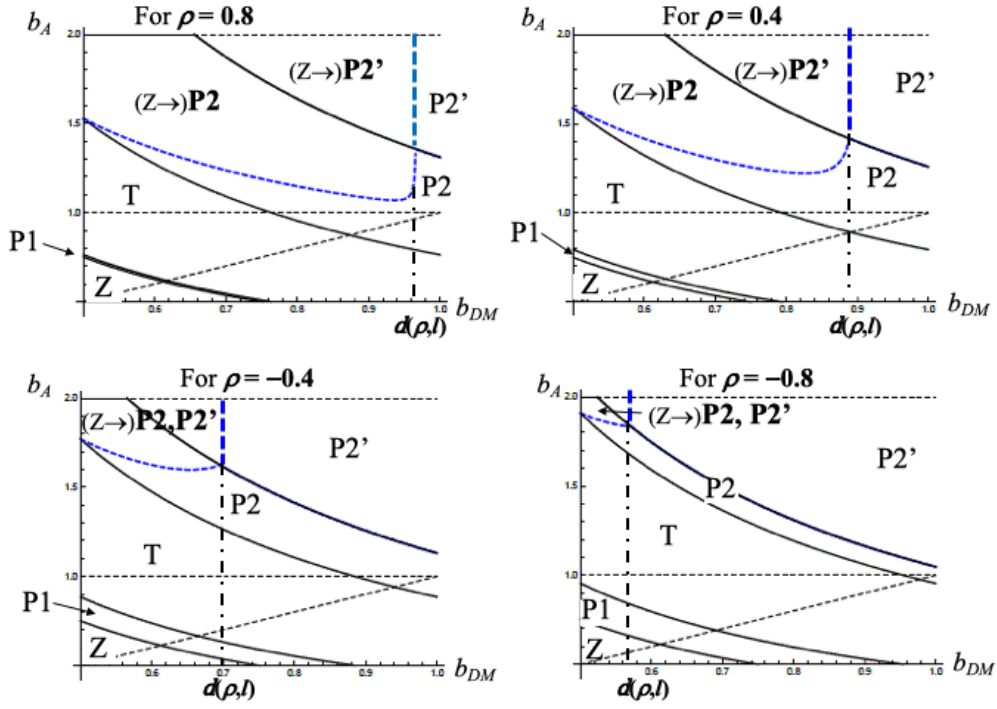 For ρ = 0.8
b_A
2.0
(Z→)P2'
(Z→)P2
P2'
1.5
T
P2
1.0
P1
Z
0.6 0.7 0.8 0.9 1.0
b_DM
d(ρ,l)
For ρ = 0.4
b_A
2.0
(Z→)P2'
(Z→)P2
P2'
1.5
T
P2
1.0
P1
Z
0.6 0.7 0.8 0.9 1.0
b_DM
d(ρ,l)
For ρ = −0.4
b_A
2.0
(Z→)P2,P2'
P2'
1.5
P2
T
1.0
P1
Z
0.6 0.7 0.8 0.9 1.0
b_DM
d(ρ,l)
For ρ = −0.8
b_A
2.0
(Z→)P2, P2'
P2'
1.5
P2
T
1.0
P1
Z
0.6 0.7 0.8 0.9 1.0
b_DM
d(ρ,l)